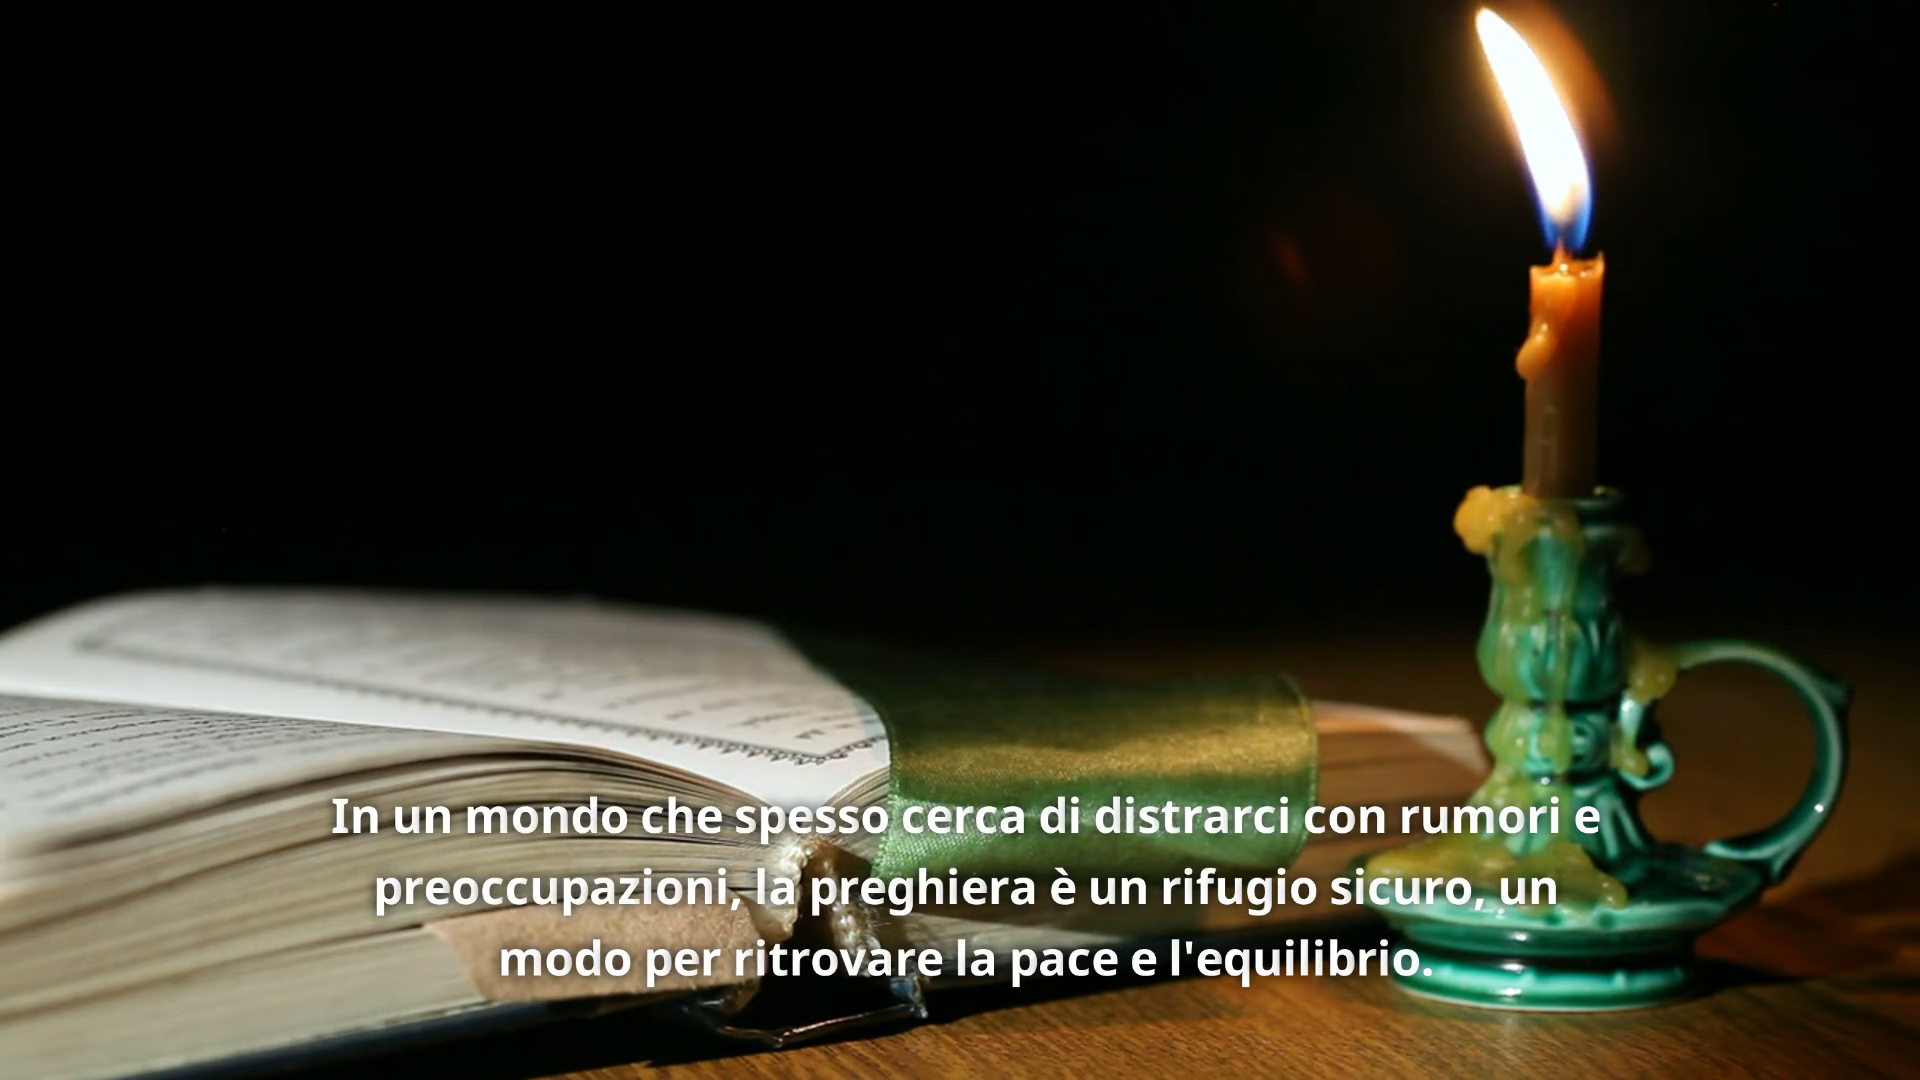 In un mondo che spesso cerca di distrarci con rumori e
preoccupazioni, la preghiera è un rifugio sicuro, un
modo per ritrovare la pace e l'equilibrio.